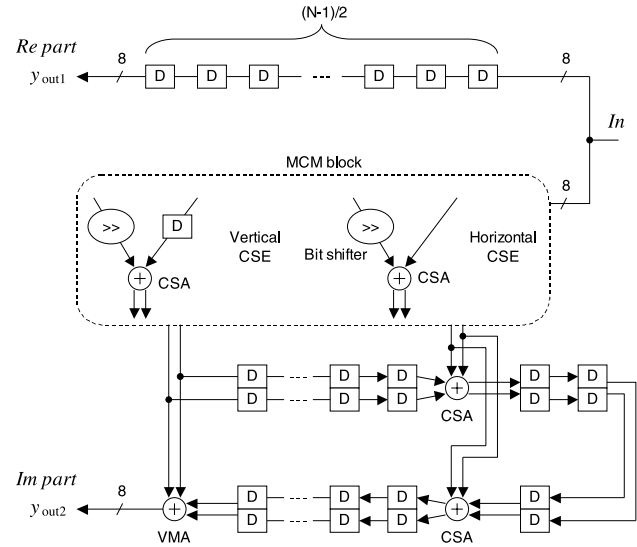 (N-1)/2
Re part
y out1
8
D D D --- D D D
8
In
MCM block
8
>>
D
Vertical
CSE
Bit shifter
>>
Horizontal
CSE
+ CSA
+ CSA
D --- D D D D
D --- D D + D D
CSA
Im part
y out2
8
D --- D D D
+ D --- D D + D
VMA
CSA